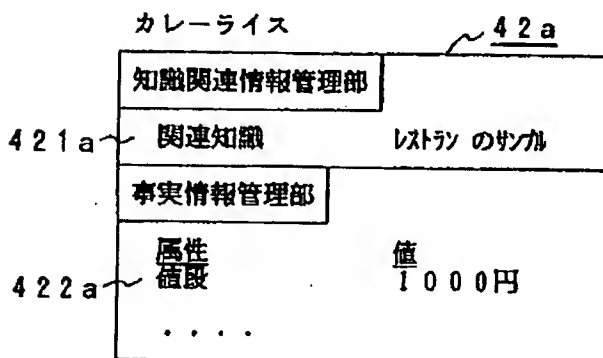 カレーライス
42a
知識関連情報管理部
421a 関連知識 レストラン のサンプル
事実情報管理部
属性 値
422a 値段 1000円
・・・・